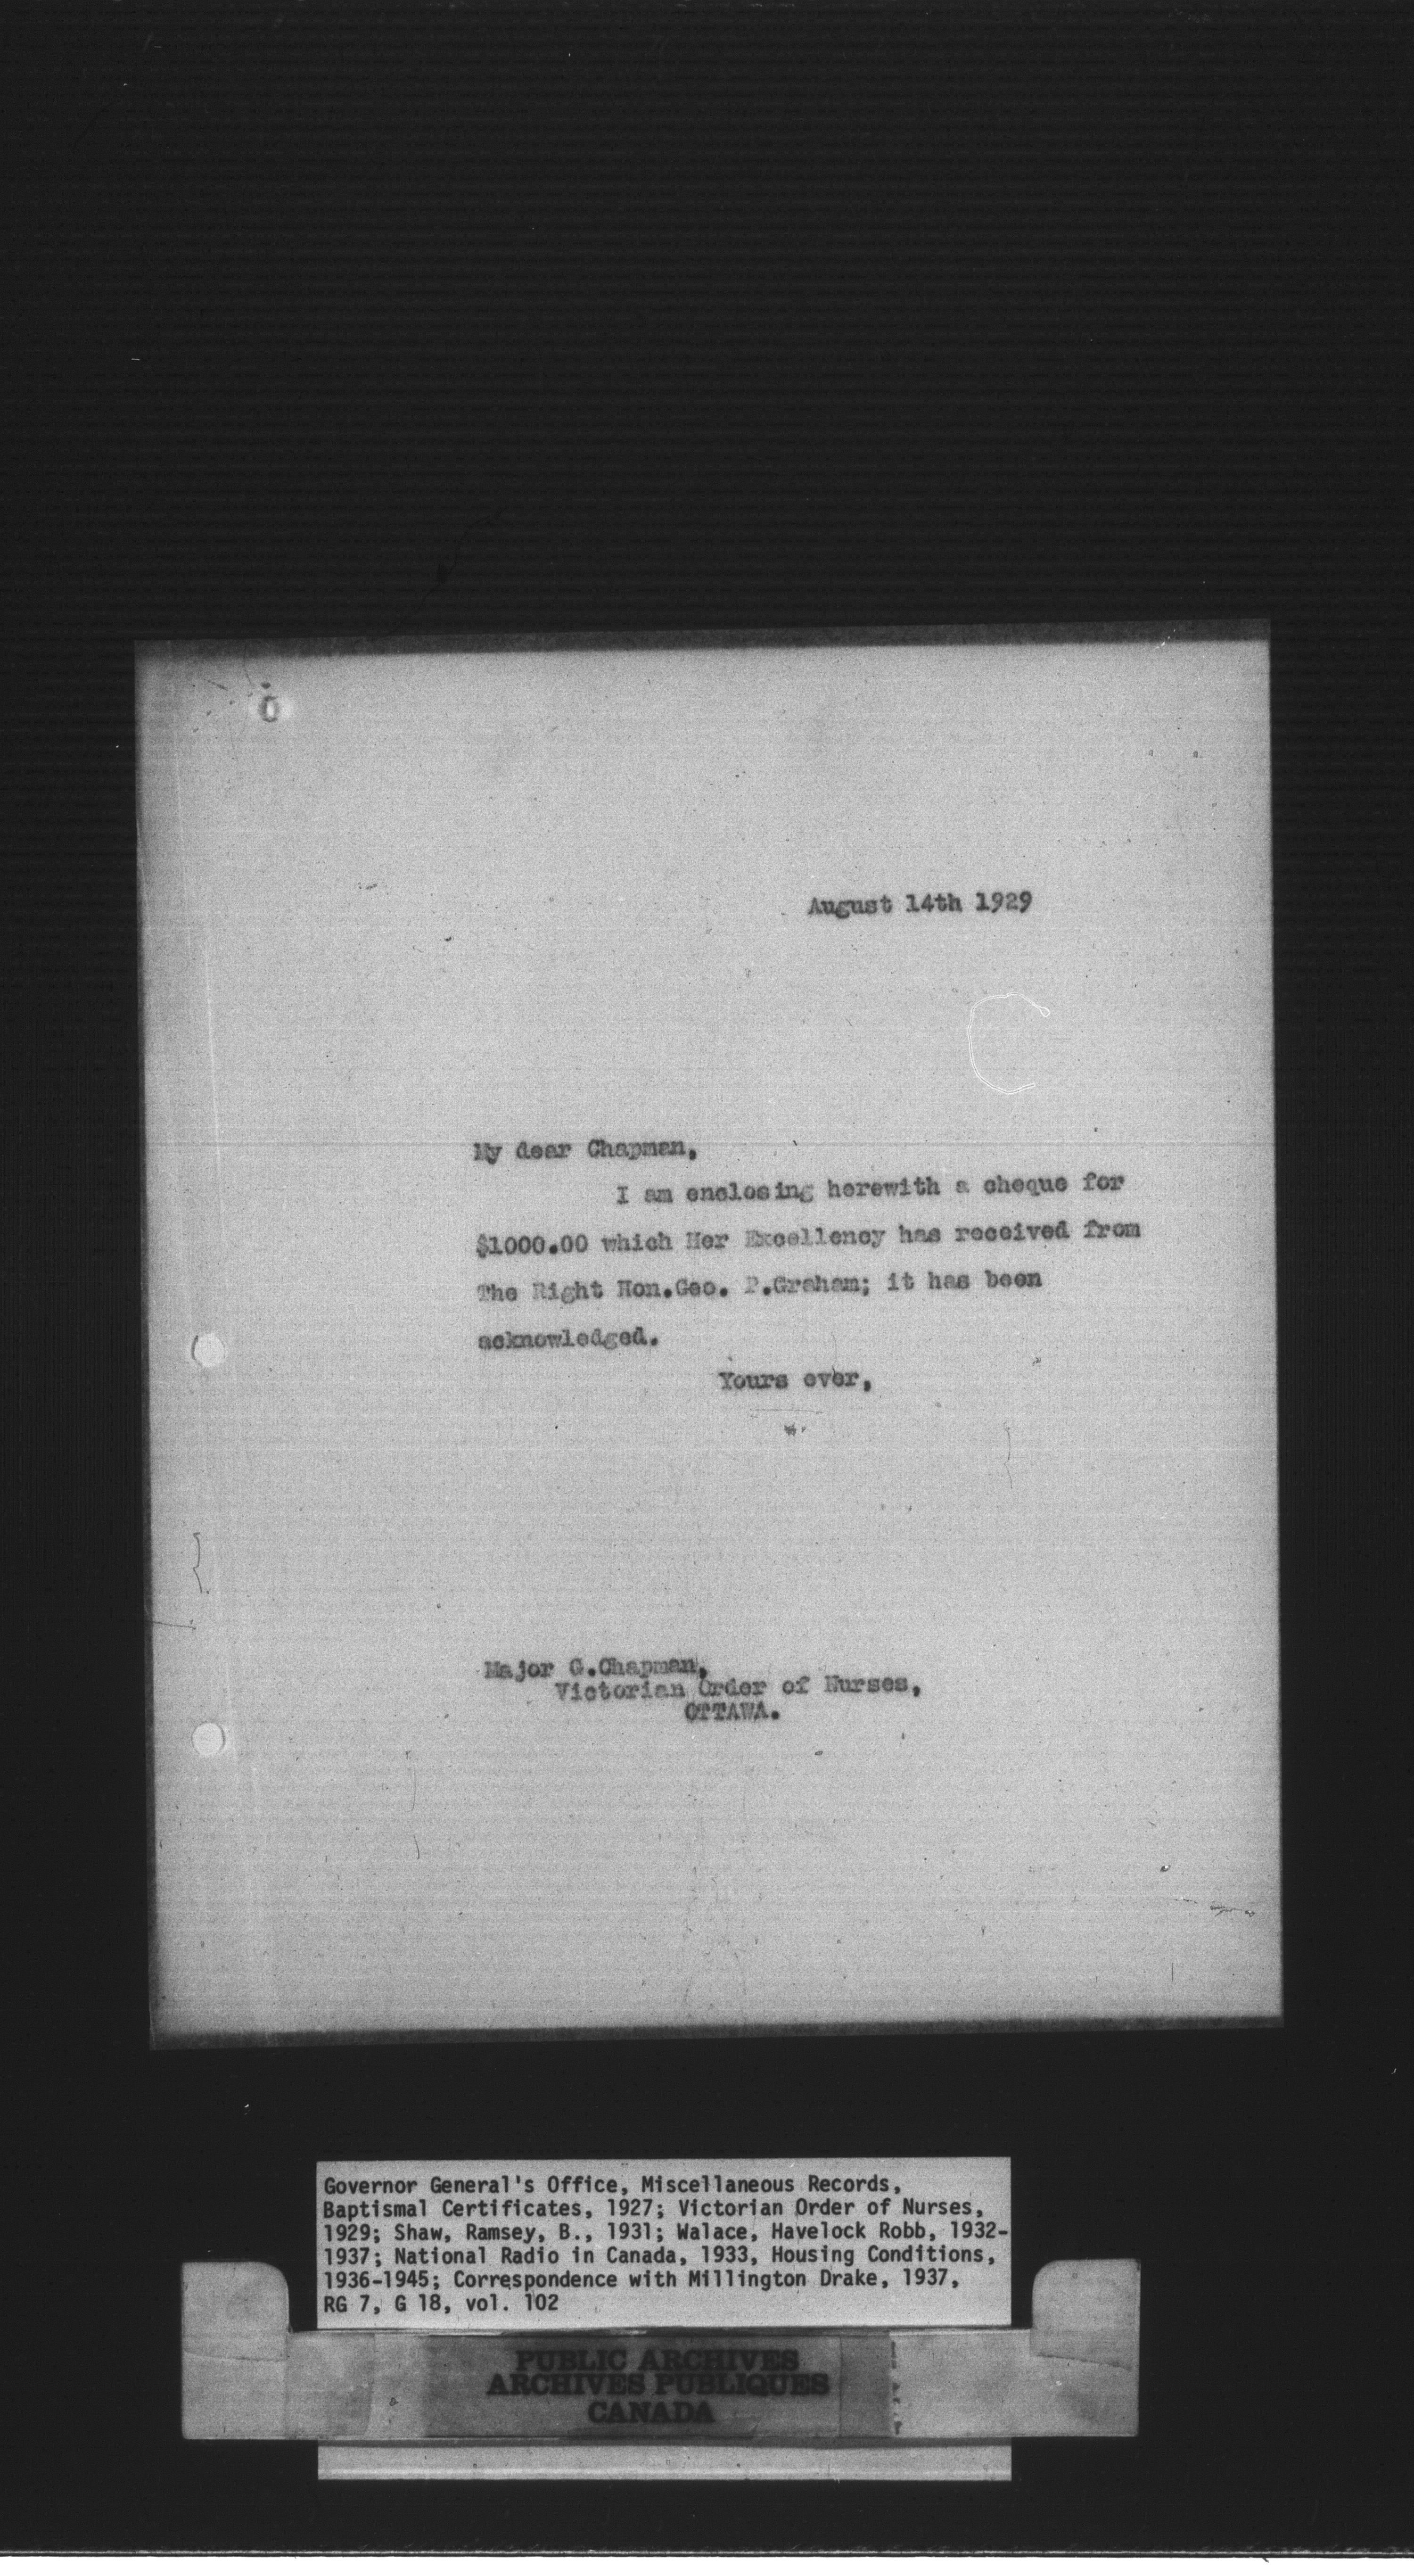 August 14th 1929
My dear Chapman,
I am enclosing herewith a cheque for
$1000.00 which Her Excellency has received from
The Right Hon.Geo. P.Graham; it has been
acknowledged.
Yours ever,
Major G.Chapman,
Victorian Order of Nurses,
OTTAWA.
Governor General's Office, Miscellaneous Records,
Baptismal Certificates, 1927; Victorian Order of Nurses,
1929; Shaw, Ramsey, B., 1931; Walace, Havelock Robb, 1932-
1937; National Radio in Canada, 1933, Housing Conditions,
1936-1945; Correspondence with Millington Drake, 1937,
RG 7, G 18, vol. 102
PUBLIC ARCHIVES
ARCHIVES PUBLIQUES
CANADA